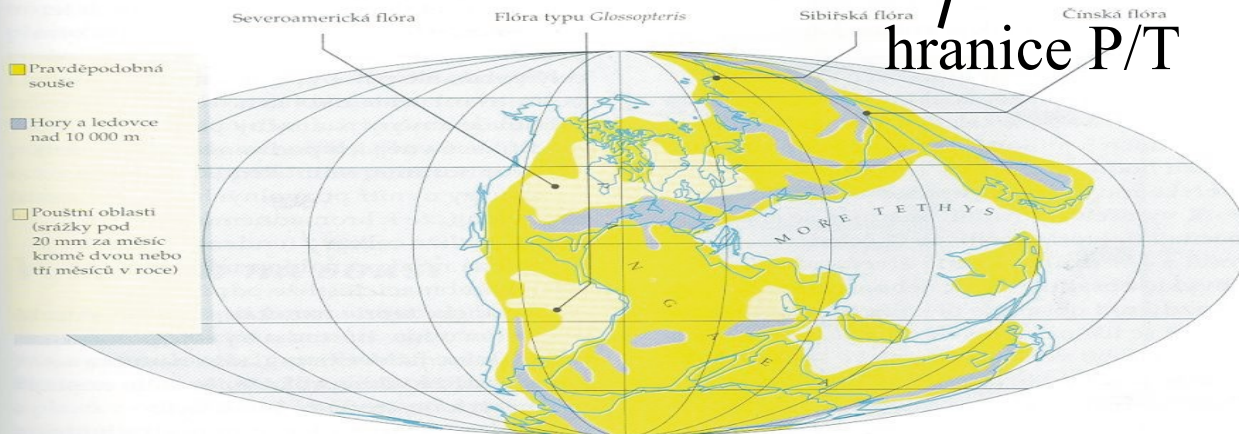 Severoamerická flóra
Flóra typu Glossopteris
Sibiřská flóra
Čínská flóra
hranice P/T
Pravděpodobná
souše
Hory a ledovce
nad 10 000 m
Pouštní oblasti
(srážky pod
20 mm za měsíc
kromě dvou nebo
tří měsíců v roce)
MORE TETHYS
N G A E A